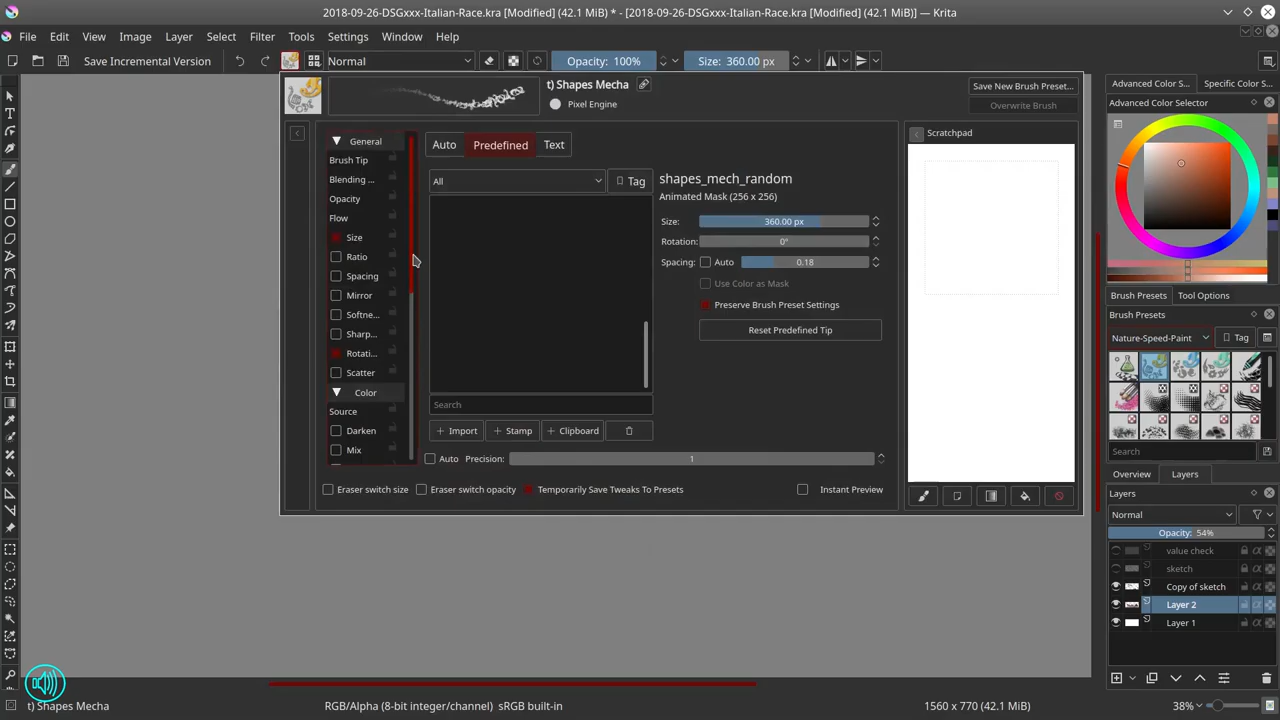 2018-09-26-DSGxxx-Italian-Race.kra [Modified] (42.1 MiB) * - [2018-09-26-DSGxxx-Italian-Race.kra [Modified] (42.1 MiB)] — Krita
File Edit View Image Layer Select Filter Tools Settings Window Help
Save Incremental Version Normal Opacity: 100% Size: 360.00 px
t) Shapes Mecha
Pixel Engine
Save New Brush Preset...
Overwrite Brush
General
Brush Tip
Blending ...
Opacity
Flow
Size
Ratio
Spacing
Mirror
Softne...
Sharp...
Rotati...
Scatter
Color
Source
Darken
Mix
Auto Predefined Text
All Tag
Search
Import Stamp Clipboard
Auto Precision: 1
shapes_mech_random
Animated Mask (256 x 256)
Size: 360.00 px
Rotation: 0°
Spacing: Auto 0.18
Use Color as Mask
Preserve Brush Preset Settings
Reset Predefined Tip
Eraser switch size Eraser switch opacity Temporarily Save Tweaks To Presets Instant Preview
Scratchpad
Advanced Color S... Specific Color S...
Advanced Color Selector
Brush Presets Tool Options
Brush Presets
Nature-Speed-Paint Tag
Search
Overview Layers
Layers
Normal
Opacity: 54%
value check
sketch
Copy of sketch
Layer 2
Layer 1
t) Shapes Mecha RGB/Alpha (8-bit integer/channel) sRGB built-in 1560 x 770 (42.1 MiB) 38%